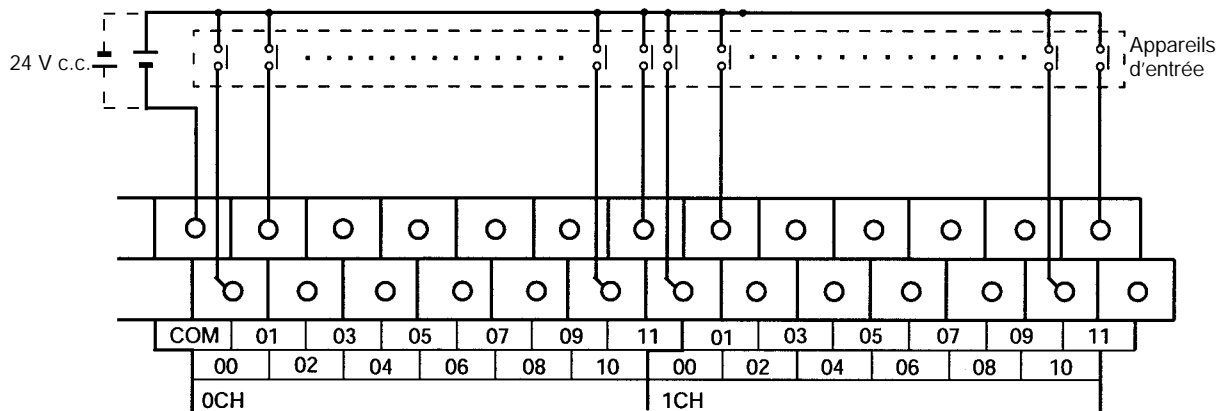 24 V c.c.
Appareils
d'entrée
COM 01 03 05 07 09 11 01 03 05 07 09 11
00 02 04 06 08 10 00 02 04 06 08 10
0CH 1CH